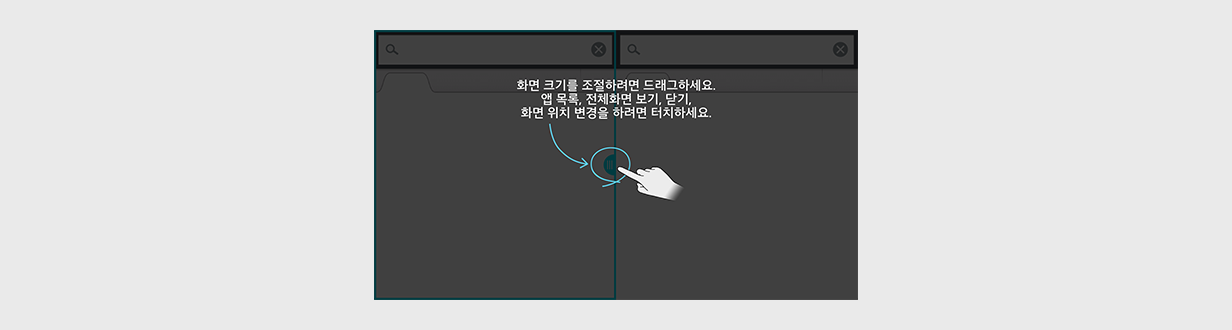 화면 크기를 조절하려면 드래그하세요.
앱 목록, 전체화면 보기, 닫기,
화면 위치 변경을 하려면 터치하세요.